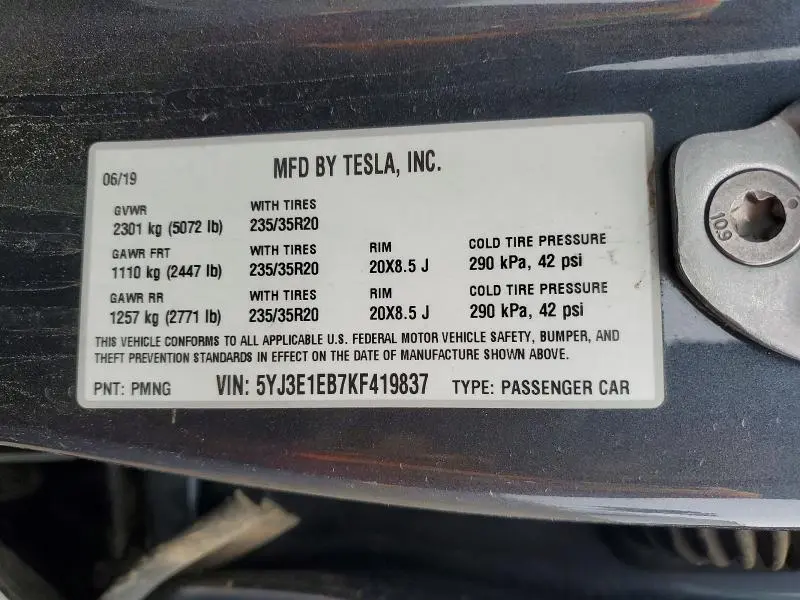 MFD BY TESLA, INC.
06/19
GVWR WITH TIRES
2301 kg (5072 lb) 235/35R20
GAWR FRT WITH TIRES RIM COLD TIRE PRESSURE
1110 kg (2447 lb) 235/35R20 20X8.5 J 290 kPa, 42 psi
GAWR RR WITH TIRES RIM COLD TIRE PRESSURE
1257 kg (2771 lb) 235/35R20 20X8.5 J 290 kPa, 42 psi
THIS VEHICLE CONFORMS TO ALL APPLICABLE U.S. FEDERAL MOTOR VEHICLE SAFETY, BUMPER, AND
THEFT PREVENTION STANDARDS IN EFFECT ON THE DATE OF MANUFACTURE SHOWN ABOVE.
PNT: PMNG VIN: 5YJ3E1EB7KF419837 TYPE: PASSENGER CAR
10.9